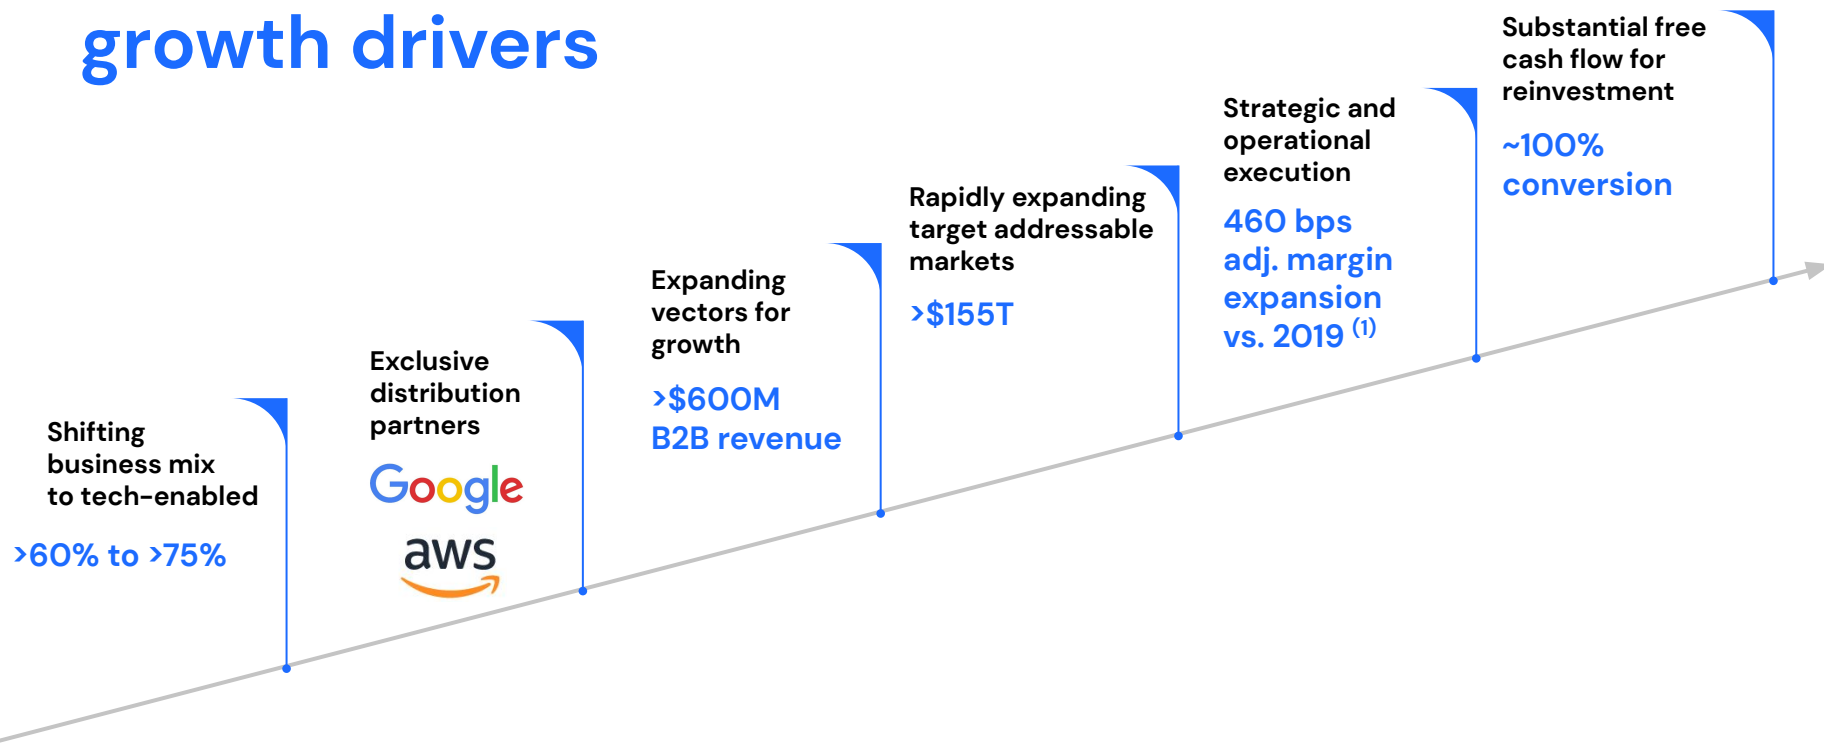 growth drivers
Shifting
business mix
to tech-enabled
>60% to >75%
Exclusive
distribution
partners
Google
aws
Expanding
vectors for
growth
>$600M
B2B revenue
Rapidly expanding
target addressable
markets
>$155T
Strategic and
operational
execution
460 bps
adj. margin
expansion
vs. 2019 (1)
Substantial free
cash flow for
reinvestment
~100%
conversion